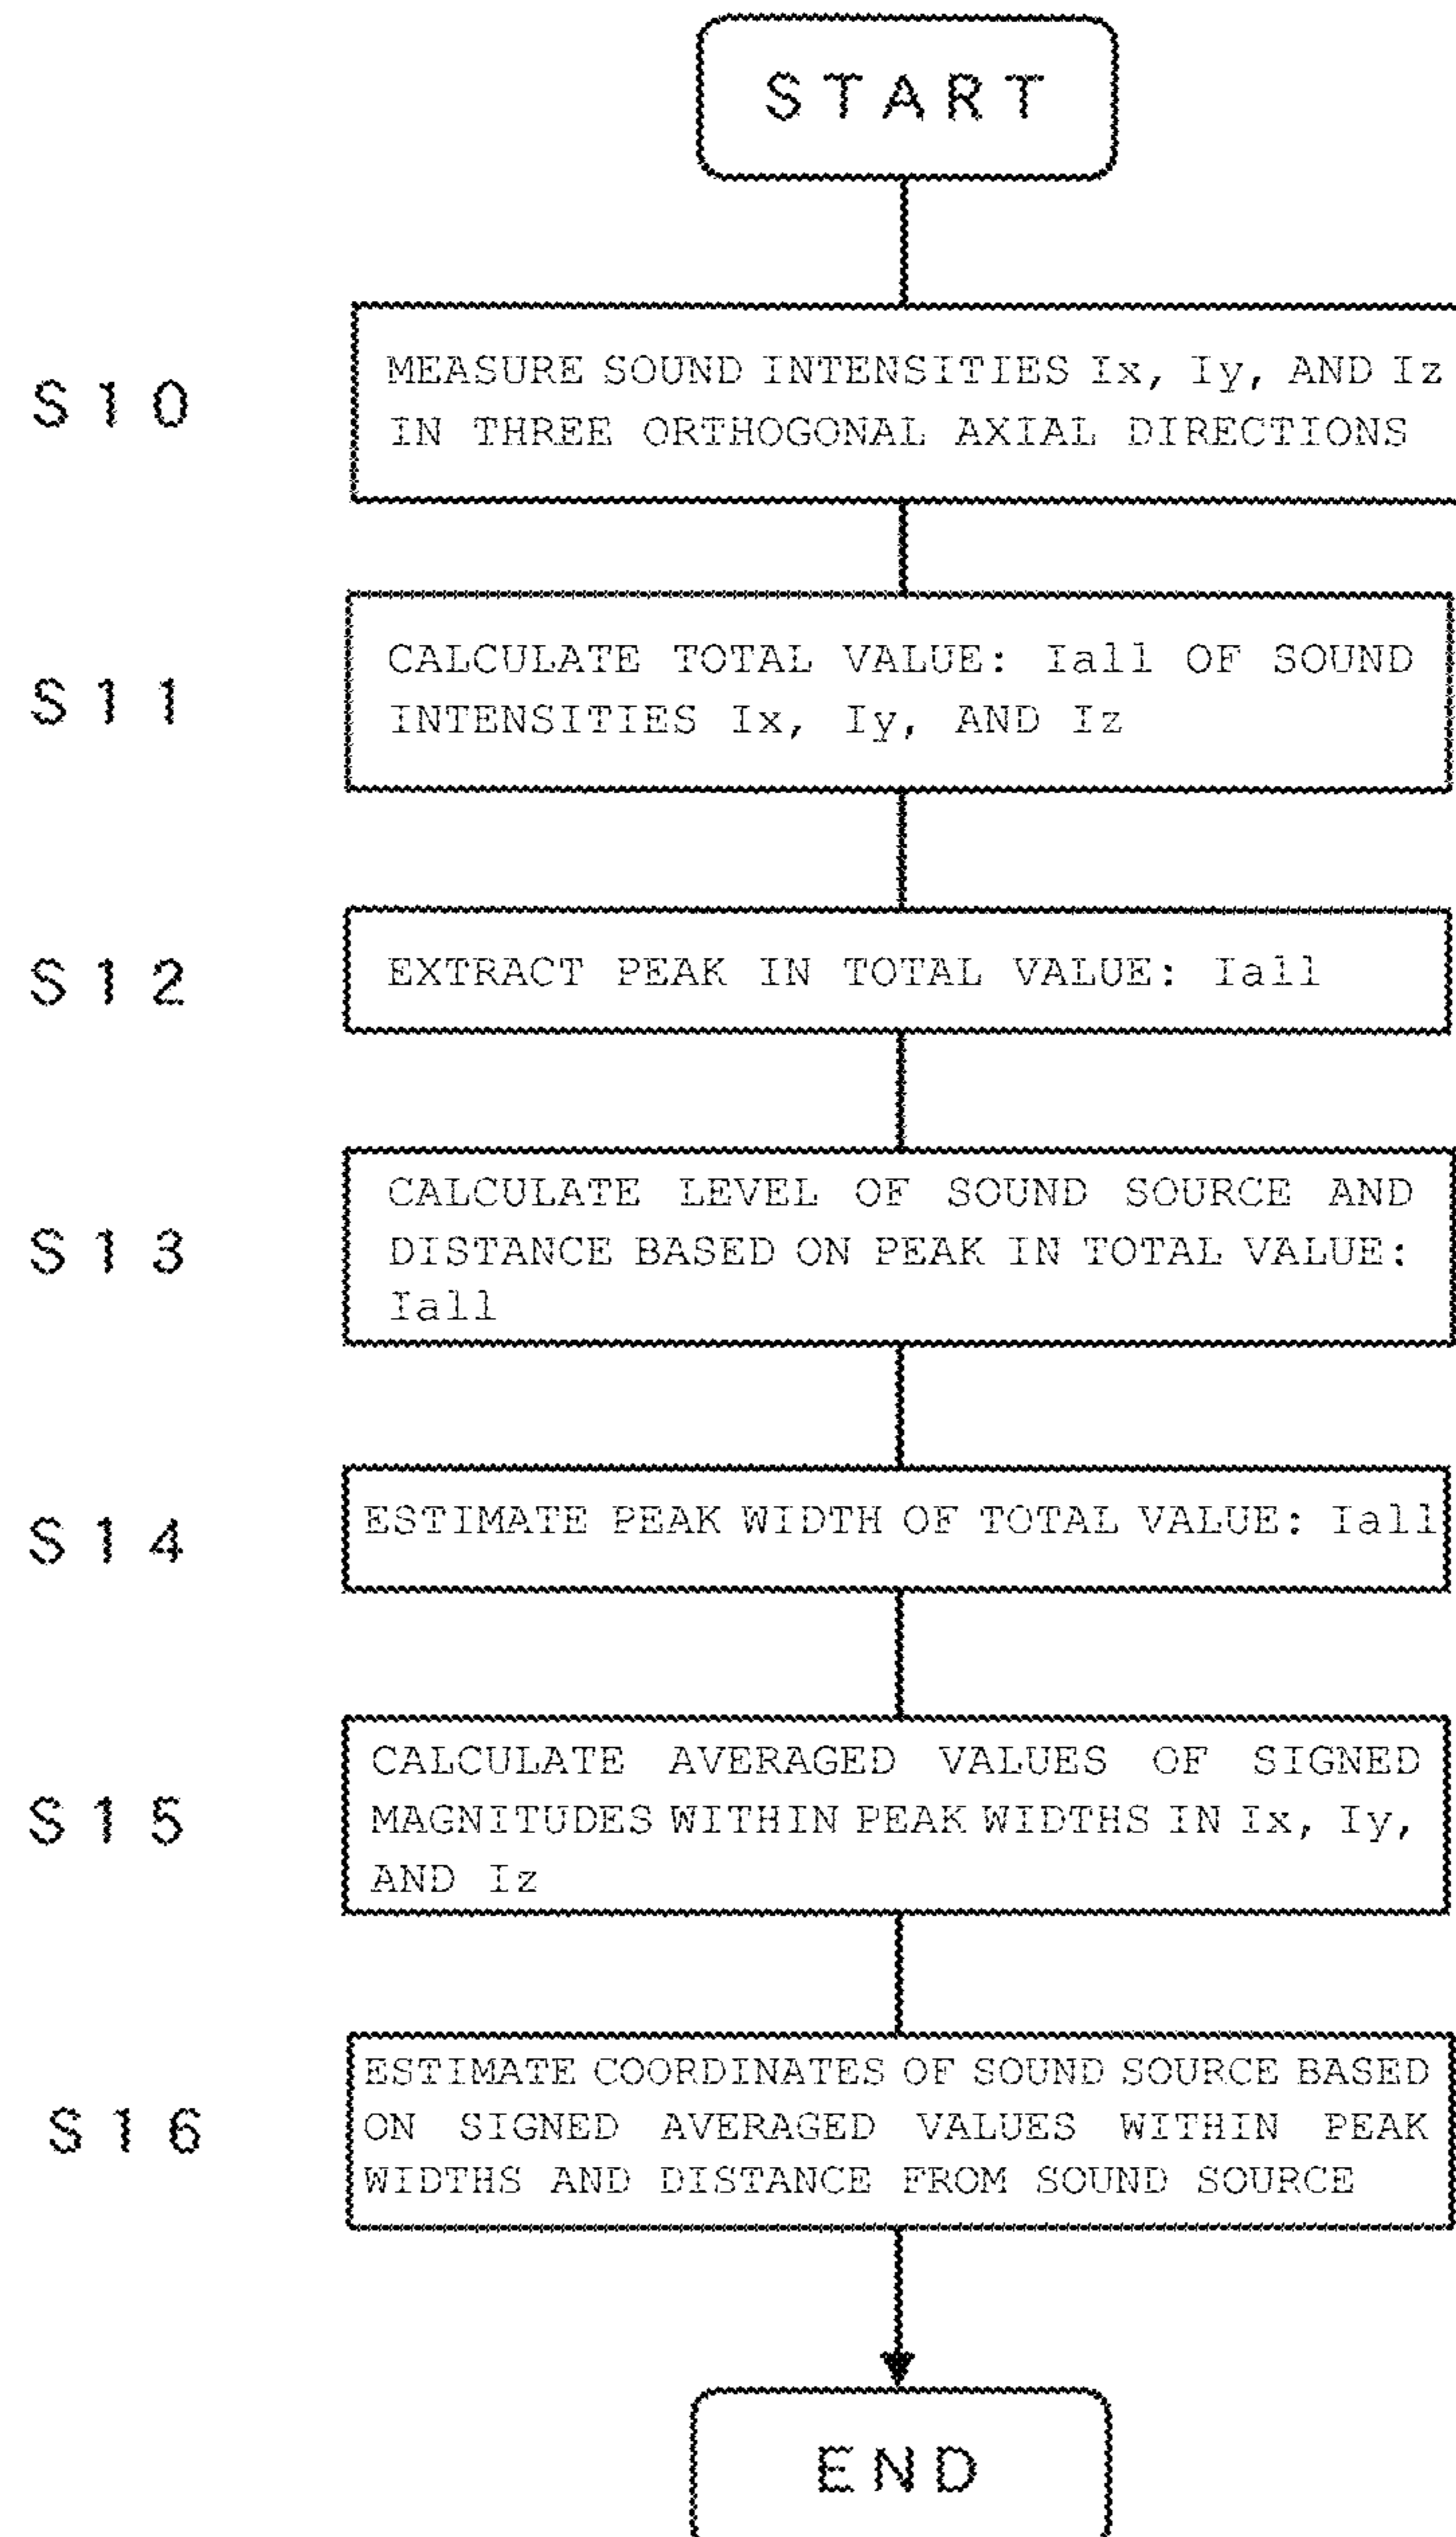 START
S10
MEASURE SOUND INTENSITIES Ix, Iy, AND Iz
IN THREE ORTHOGONAL AXIAL DIRECTIONS
S11
CALCULATE TOTAL VALUE: Iall OF SOUND
INTENSITIES Ix, Iy, AND Iz
S12
EXTRACT PEAK IN TOTAL VALUE: Iall
S13
CALCULATE LEVEL OF SOUND SOURCE AND
DISTANCE BASED ON PEAK IN TOTAL VALUE:
Iall
S14
ESTIMATE PEAK WIDTH OF TOTAL VALUE: Iall
S15
CALCULATE AVERAGED VALUES OF SIGNED
MAGNITUDES WITHIN PEAK WIDTHS IN Ix, Iy,
AND Iz
S16
ESTIMATE COORDINATES OF SOUND SOURCE BASED
ON SIGNED AVERAGED VALUES WITHIN PEAK
WIDTHS AND DISTANCE FROM SOUND SOURCE
END